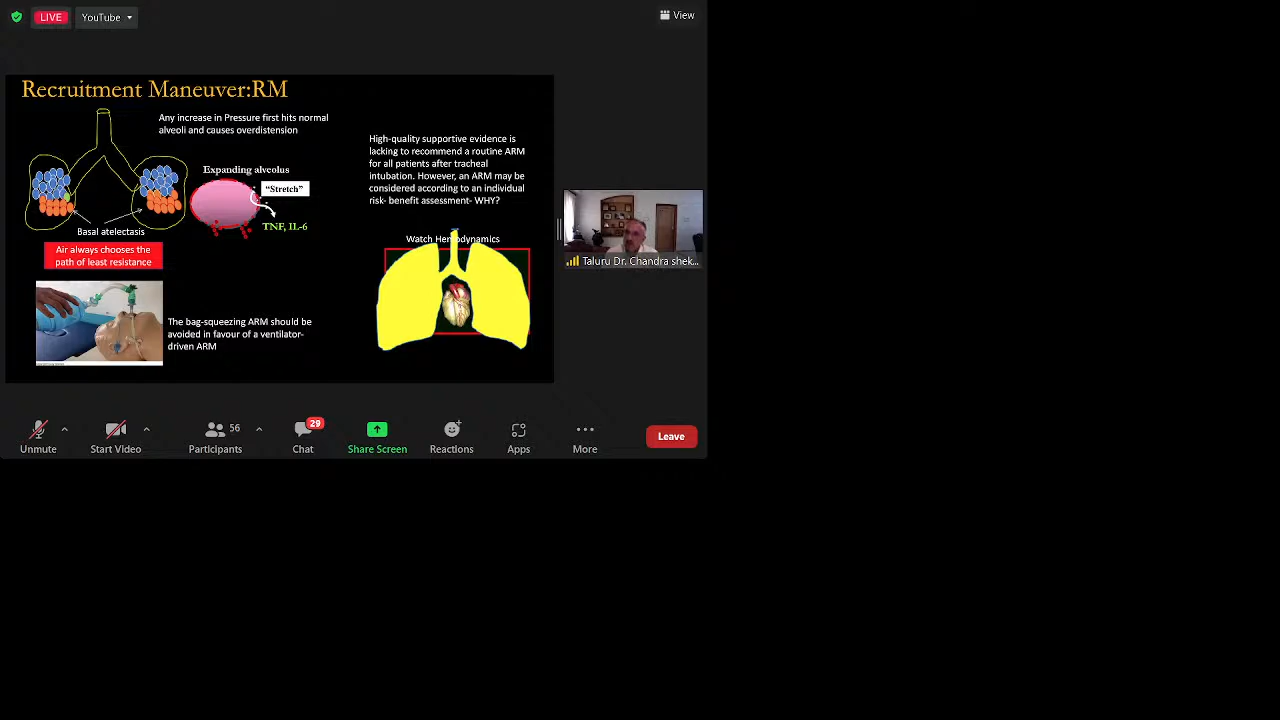 LIVE
YouTube
View
Recruitment Maneuver:RM
Any increase in Pressure first hits normal
alveoli and causes overdistension
Expanding alveolus
"Stretch"
TNF, IL-6
Basal atelectasis
Air always chooses the
path of least resistance
The bag-squeezing ARM should be
avoided in favour of a ventilator-
driven ARM
High-quality supportive evidence is
lacking to recommend a routine ARM
for all patients after tracheal
intubation. However, an ARM may be
considered according to an individual
risk- benefit assessment- WHY?
Watch Hemodynamics
Taluru Dr. Chandra shek...
Unmute
Start Video
56
Participants
29
Chat
Share Screen
Reactions
Apps
More
Leave